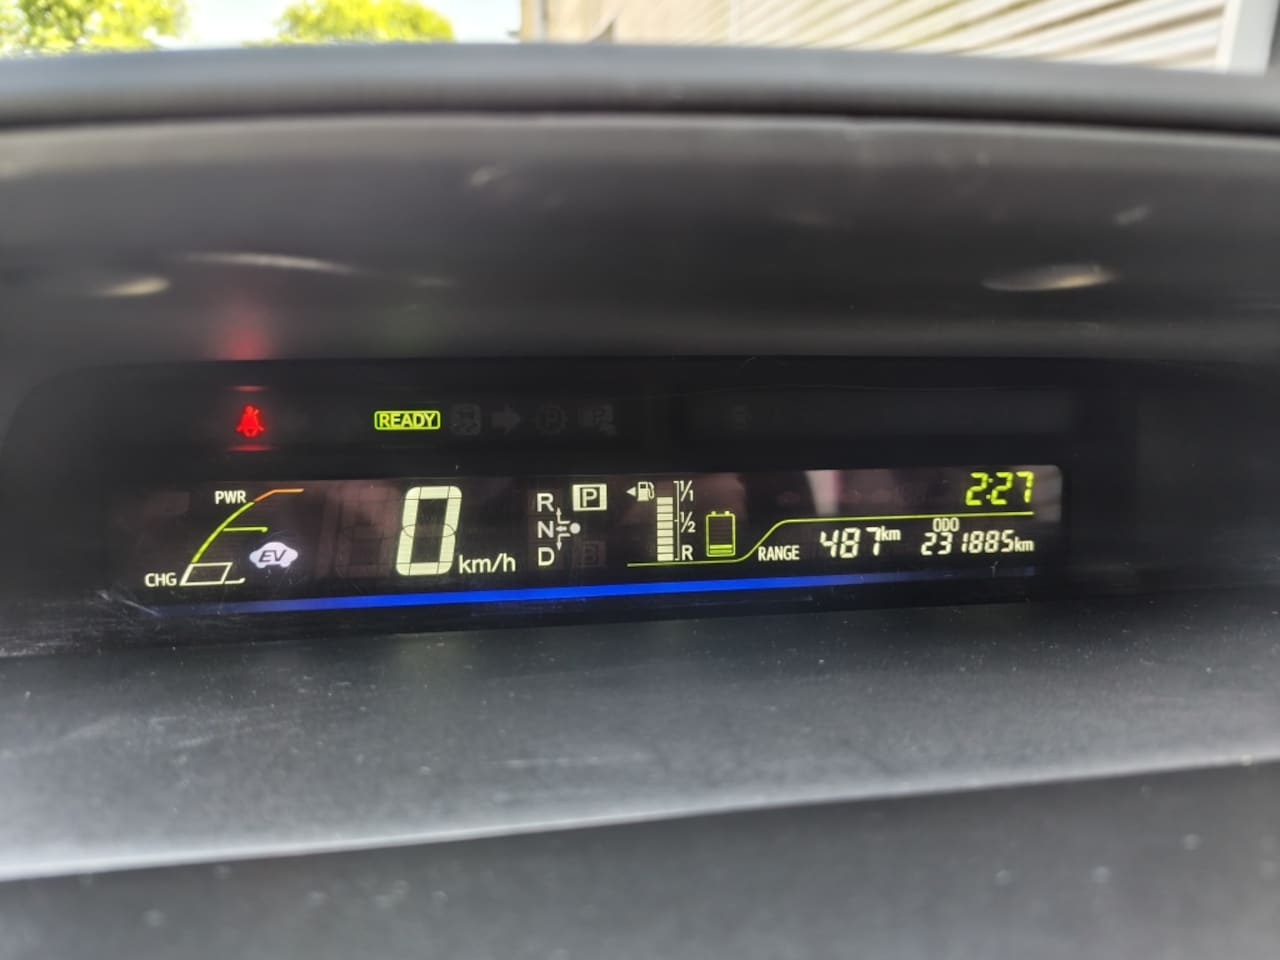 READY
PWR
CHG
EV
0 km/h
R
N
D
P
1/1
1/2
R
2:27
RANGE 487km
ODO
231885km